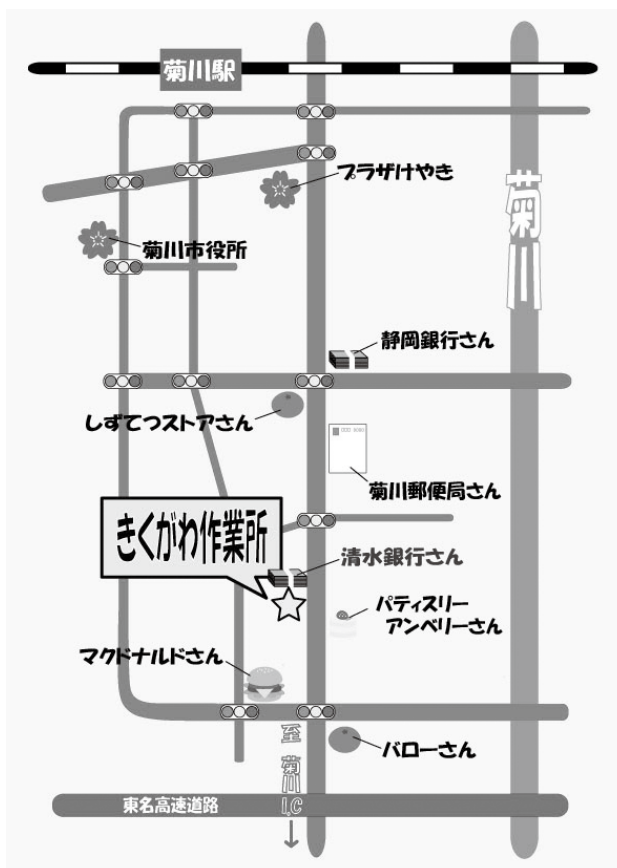 菊川駅
プラザけやき
菊川
菊川市役所
静岡銀行さん
しずてつストアさん
菊川郵便局さん
きくがわ作業所
清水銀行さん
パティスリー
アンベリーさん
マクドナルドさん
バローさん
至 菊川I,C
東名高速道路